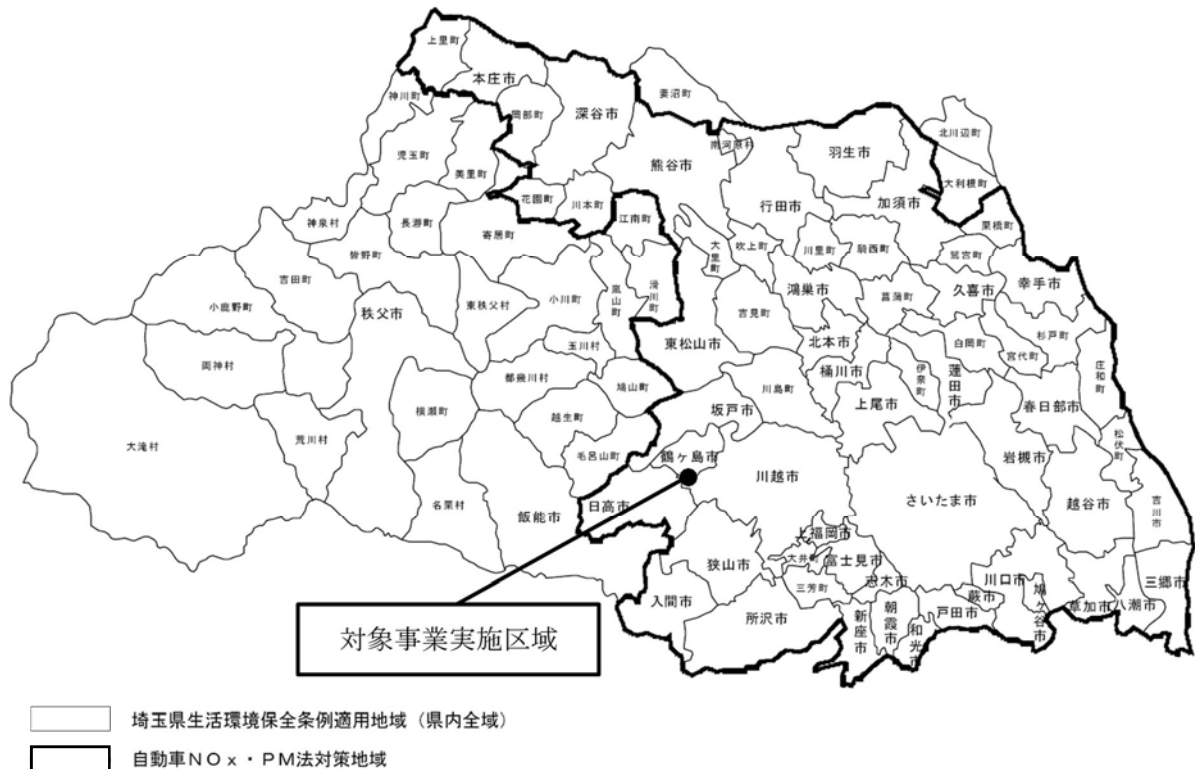 上里町
本庄市
神川町
岡部町
深谷市
妻沼町
児玉町
美里町
熊谷市
南河原村
羽生市
北川辺町
大利根町
花園町
川本町
江南町
行田市
加須市
栗橋町
神泉村
長瀞町
寄居町
大里町
吹上町
川里町
騎西町
鷲宮町
皆野町
吉田町
小鹿野町
秩父市
東秩父村
小川町
嵐山町
滑川町
吉見町
鴻巣市
菖蒲町
久喜市
幸手市
両神村
玉川村
東松山市
北本市
白岡町
宮代町
杉戸町
庄和町
都幾川村
鳩山町
川島町
桶川市
伊奈町
蓮田市
横瀬町
越生町
坂戸市
上尾市
春日部市
大滝村
荒川村
毛呂山町
鶴ヶ島市
川越市
岩槻市
松伏町
名栗村
飯能市
日高市
さいたま市
越谷市
吉川市
狭山市
上福岡市
大井町
富士見市
三芳町
志木市
川口市
蕨市
鳩ヶ谷市
草加市
八潮市
三郷市
入間市
所沢市
新座市
朝霞市
和光市
戸田市
対象事業実施区域
埼玉県生活環境保全条例適用地域（県内全域）
自動車ＮＯｘ・ＰＭ法対策地域